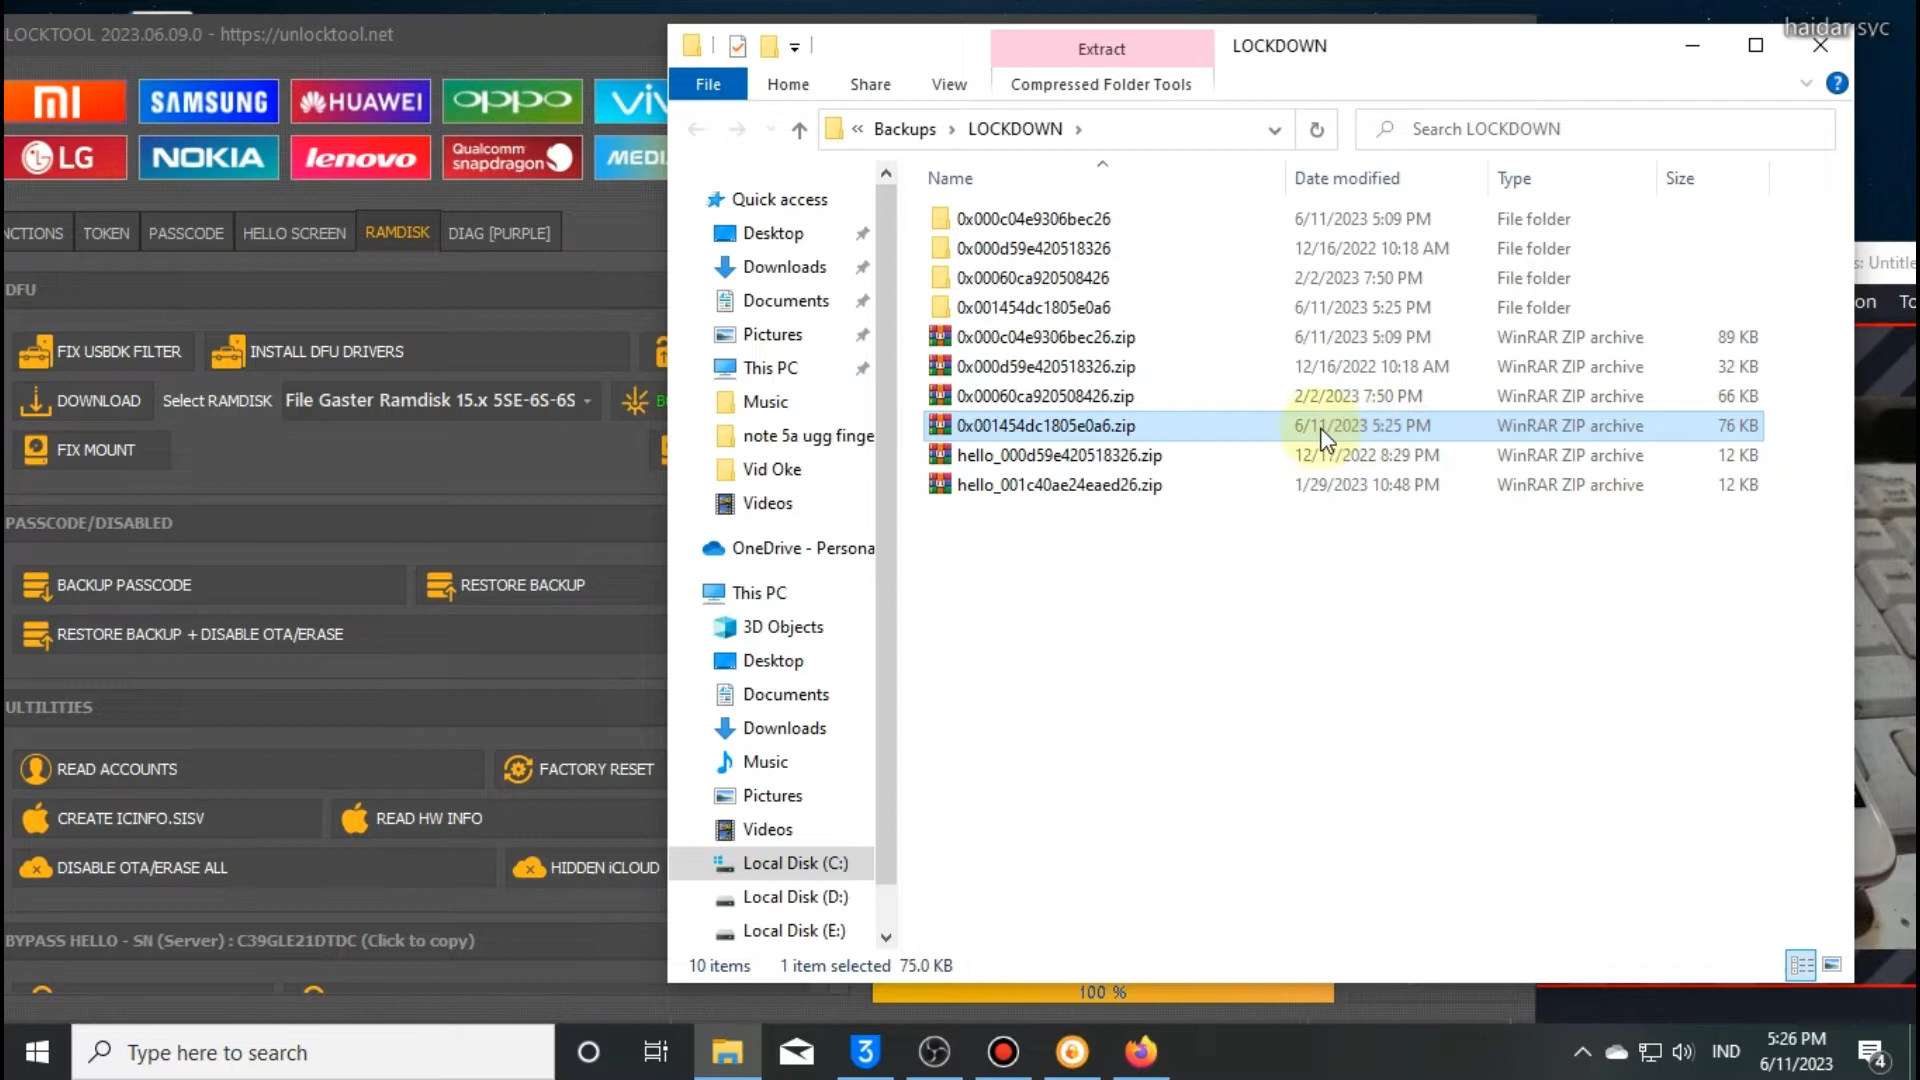 LOCKTOOL 2023.06.09.0 - https://unlocktool.net
haidar syc
MI SAMSUNG HUAWEI OPPO
LG NOKIA lenovo Qualcomm snapdragon
TOKEN PASSCODE HELLO SCREEN RAMDISK DIAG [PURPLE]
DFU
FIX USBDK FILTER INSTALL DFU DRIVERS
DOWNLOAD Select RAMDISK File Gaster Ramdisk 15.x 5SE-6S-6S
FIX MOUNT
PASSCODE/DISABLED
BACKUP PASSCODE RESTORE BACKUP
RESTORE BACKUP + DISABLE OTA/ERASE
ULTILITIES
READ ACCOUNTS FACTORY RESET
CREATE ICINFO.SISV READ HW INFO
DISABLE OTA/ERASE ALL HIDDEN iCLOUD
BYPASS HELLO - SN (Server) : C39GLE21DTDC (Click to copy)
100 %
Extract LOCKDOWN
File Home Share View Compressed Folder Tools
« Backups › LOCKDOWN › Search LOCKDOWN
Name Date modified Type Size
0x000c04e9306bec26 6/11/2023 5:09 PM File folder
0x000d59e420518326 12/16/2022 10:18 AM File folder
0x00060ca920508426 2/2/2023 7:50 PM File folder
0x001454dc1805e0a6 6/11/2023 5:25 PM File folder
0x000c04e9306bec26.zip 6/11/2023 5:09 PM WinRAR ZIP archive 89 KB
0x000d59e420518326.zip 12/16/2022 10:18 AM WinRAR ZIP archive 32 KB
0x00060ca920508426.zip 2/2/2023 7:50 PM WinRAR ZIP archive 66 KB
0x001454dc1805e0a6.zip 6/11/2023 5:25 PM WinRAR ZIP archive 76 KB
hello_000d59e420518326.zip 12/17/2022 8:29 PM WinRAR ZIP archive 12 KB
hello_001c40ae24eaed26.zip 1/29/2023 10:48 PM WinRAR ZIP archive 12 KB
Quick access
Desktop
Downloads
Documents
Pictures
This PC
Music
note 5a ugg finge
Vid Oke
Videos
OneDrive - Persona
This PC
3D Objects
Desktop
Documents
Downloads
Music
Pictures
Videos
Local Disk (C:)
Local Disk (D:)
Local Disk (E:)
10 items 1 item selected 75.0 KB
Type here to search
3
IND
5:26 PM
6/11/2023
4